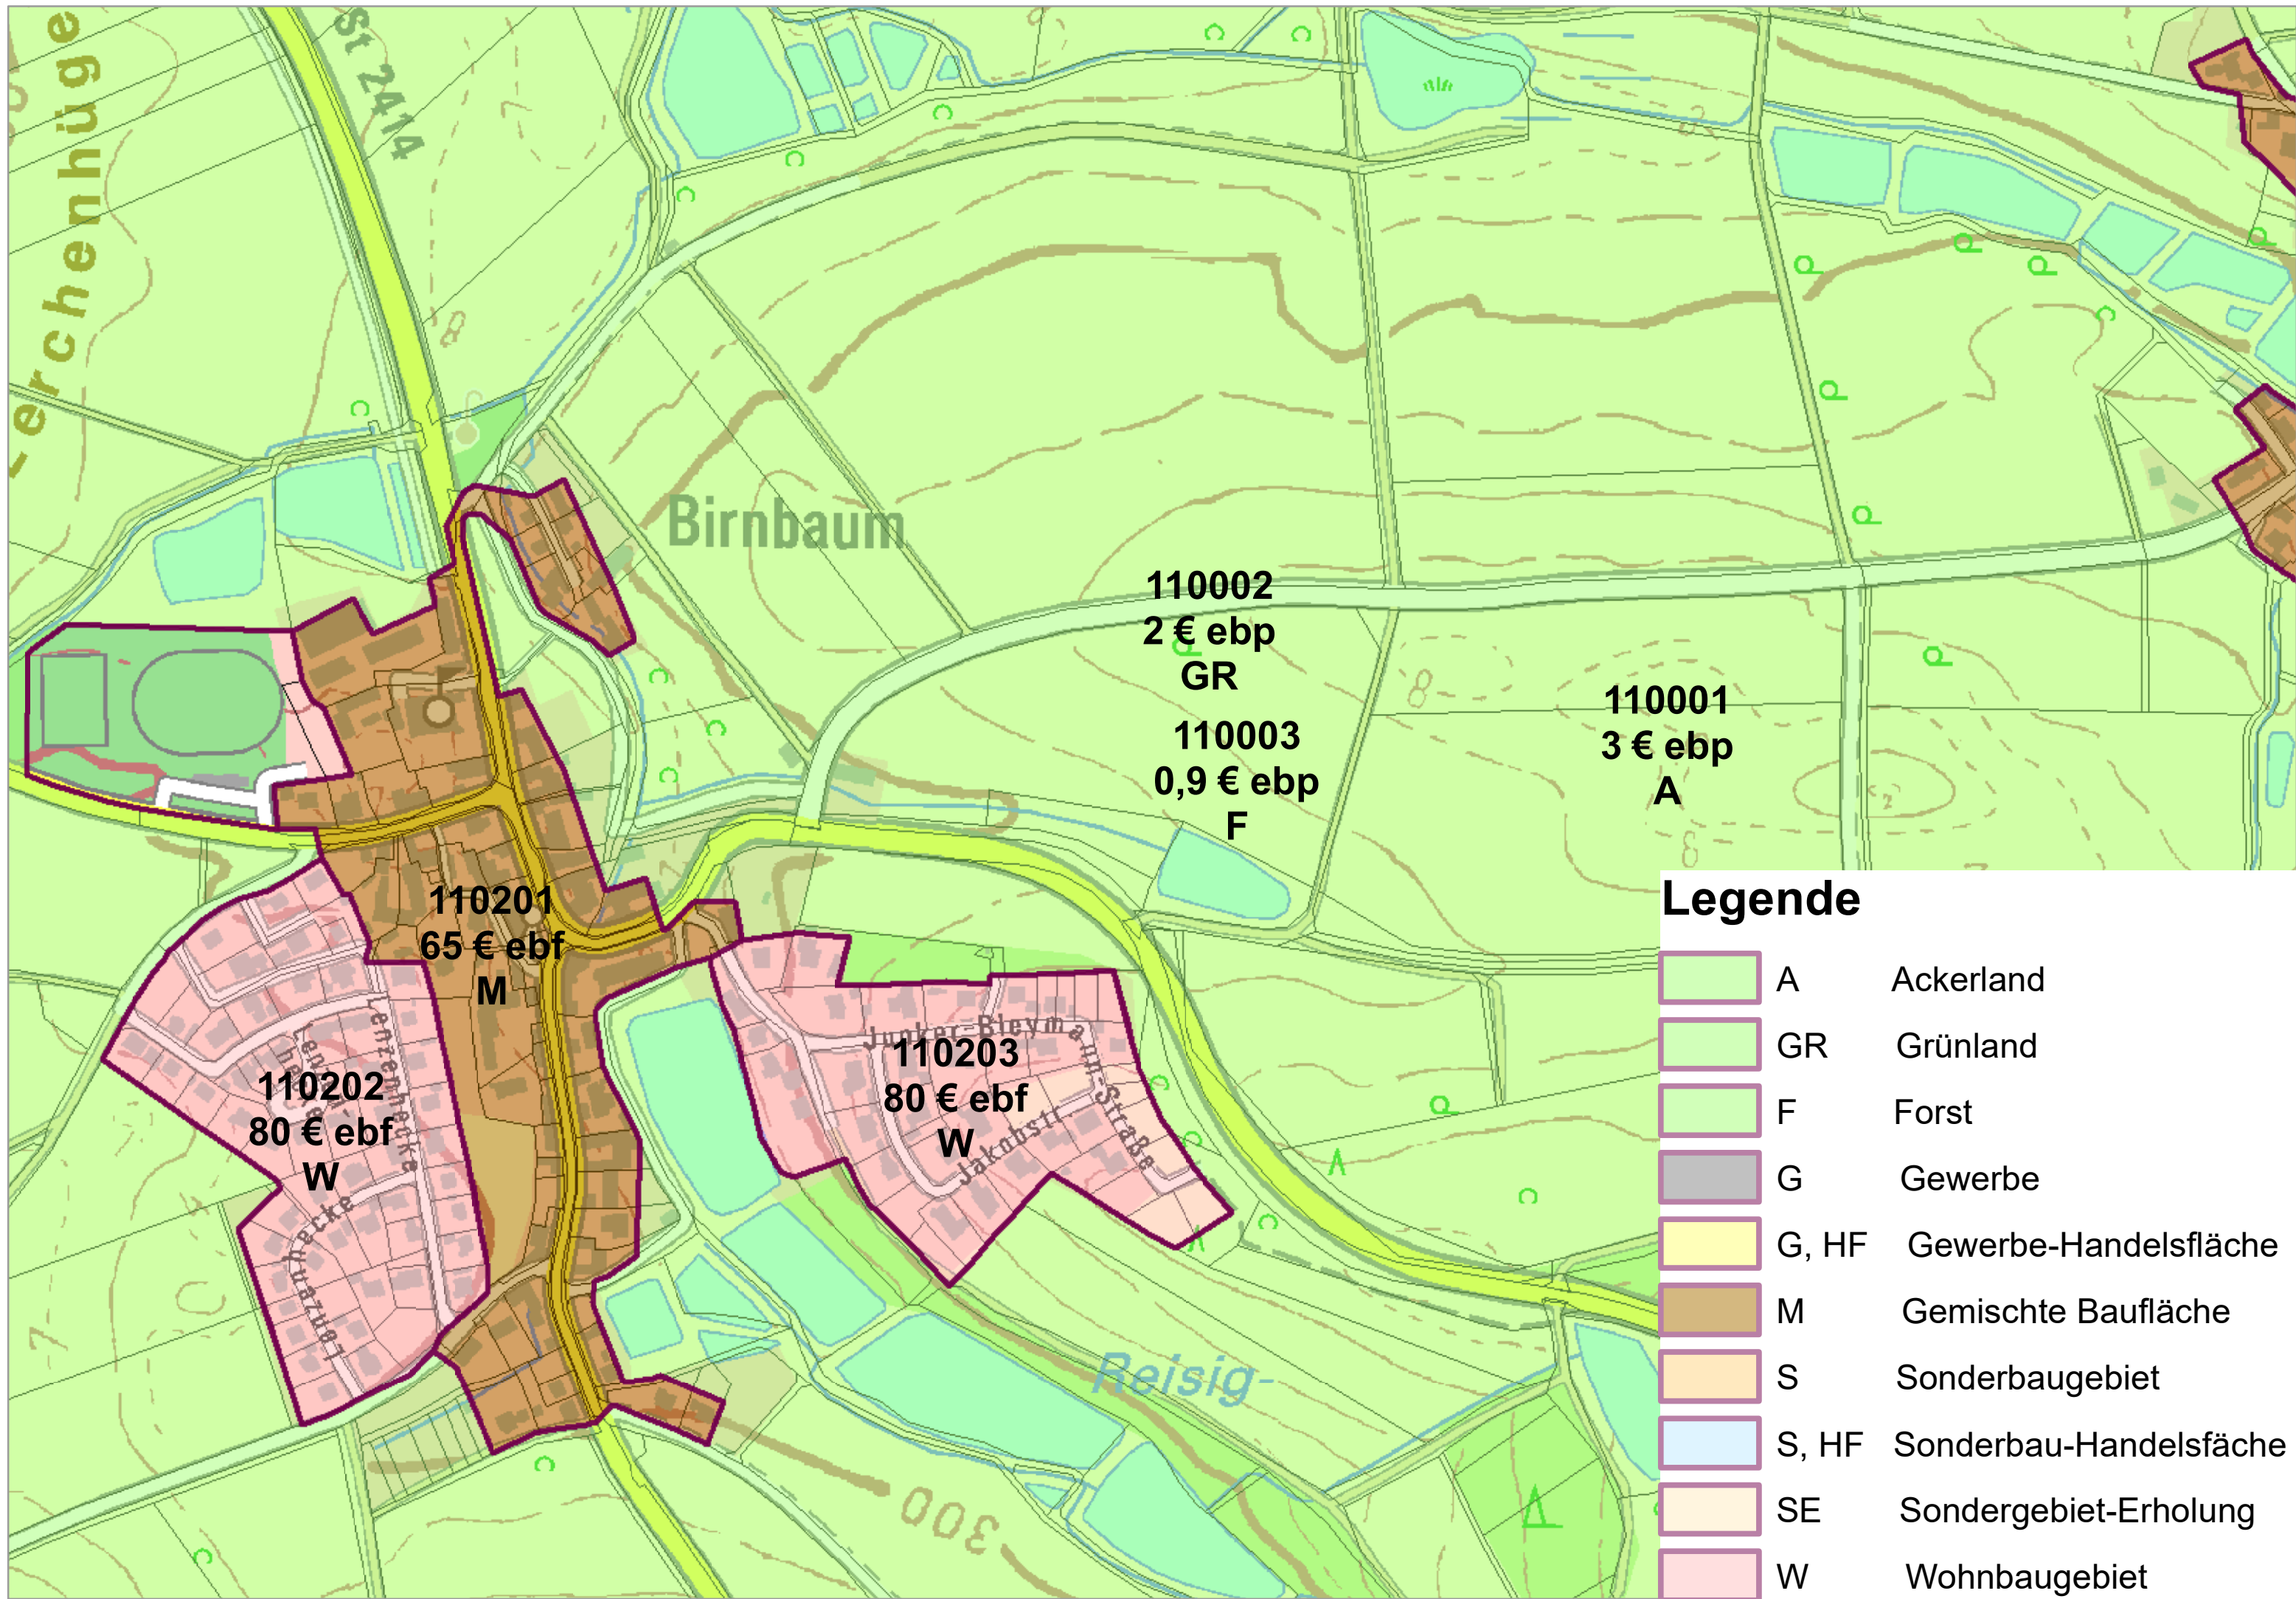 St 2414
erchenhüge
Birnbaum
110002
2 € ebp
GR
110003
0,9 € ebp
F
110001
3 € ebp
A
110201
65 € ebf
M
110202
80 € ebf
W
Lenzenhecke
110203
80 € ebf
W
Junker-Bleymann-Straße
Jakobstr
Reisig-
300
Legende
A Ackerland
GR Grünland
F Forst
G Gewerbe
G, HF Gewerbe-Handelsfläche
M Gemischte Baufläche
S Sonderbaugebiet
S, HF Sonderbau-Handelsfäche
SE Sondergebiet-Erholung
W Wohnbaugebiet